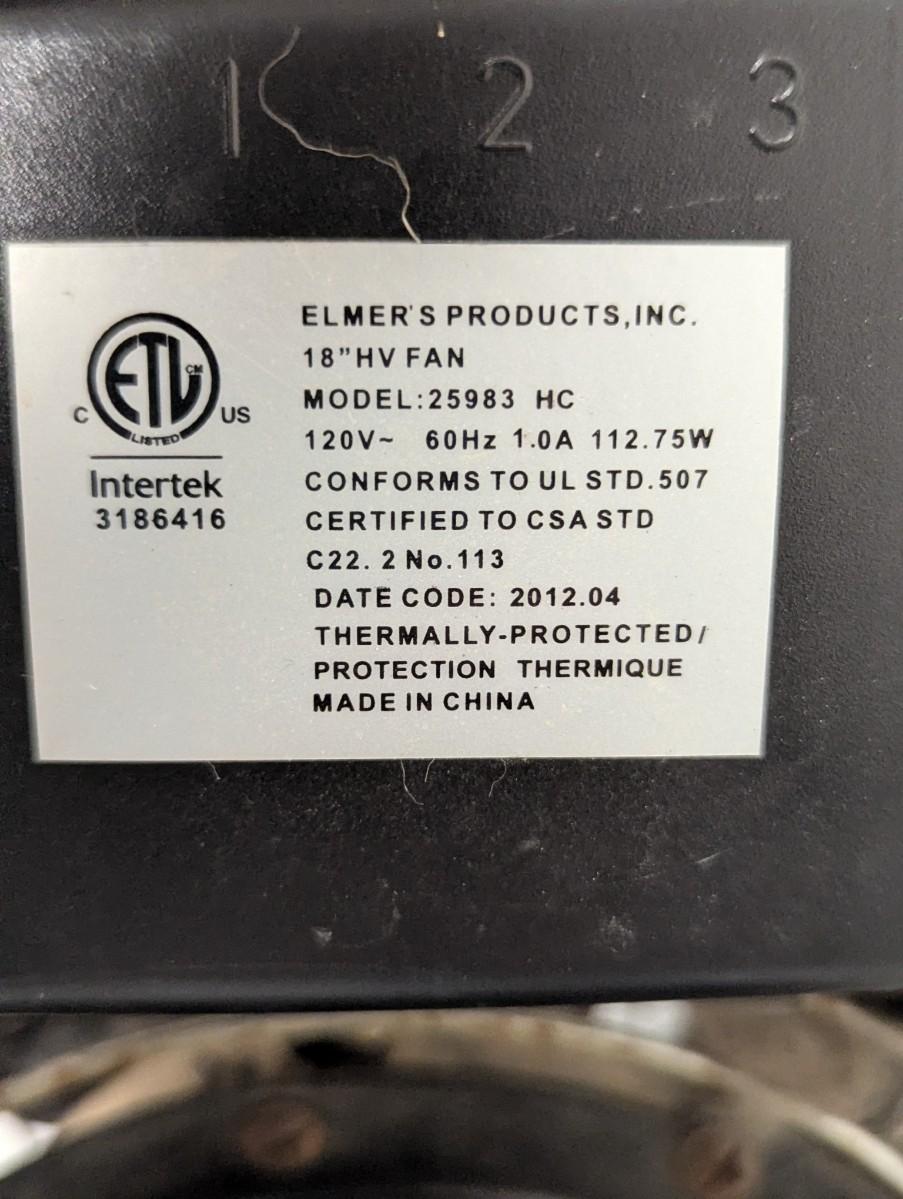 1 2 3
ETL CM
C US
LISTED
Intertek
3186416
ELMER'S PRODUCTS,INC.
18”HV FAN
MODEL:25983 HC
120V~ 60Hz 1.0A 112.75W
CONFORMS TO UL STD.507
CERTIFIED TO CSA STD
C22. 2 No.113
DATE CODE: 2012.04
THERMALLY-PROTECTED/
PROTECTION THERMIQUE
MADE IN CHINA